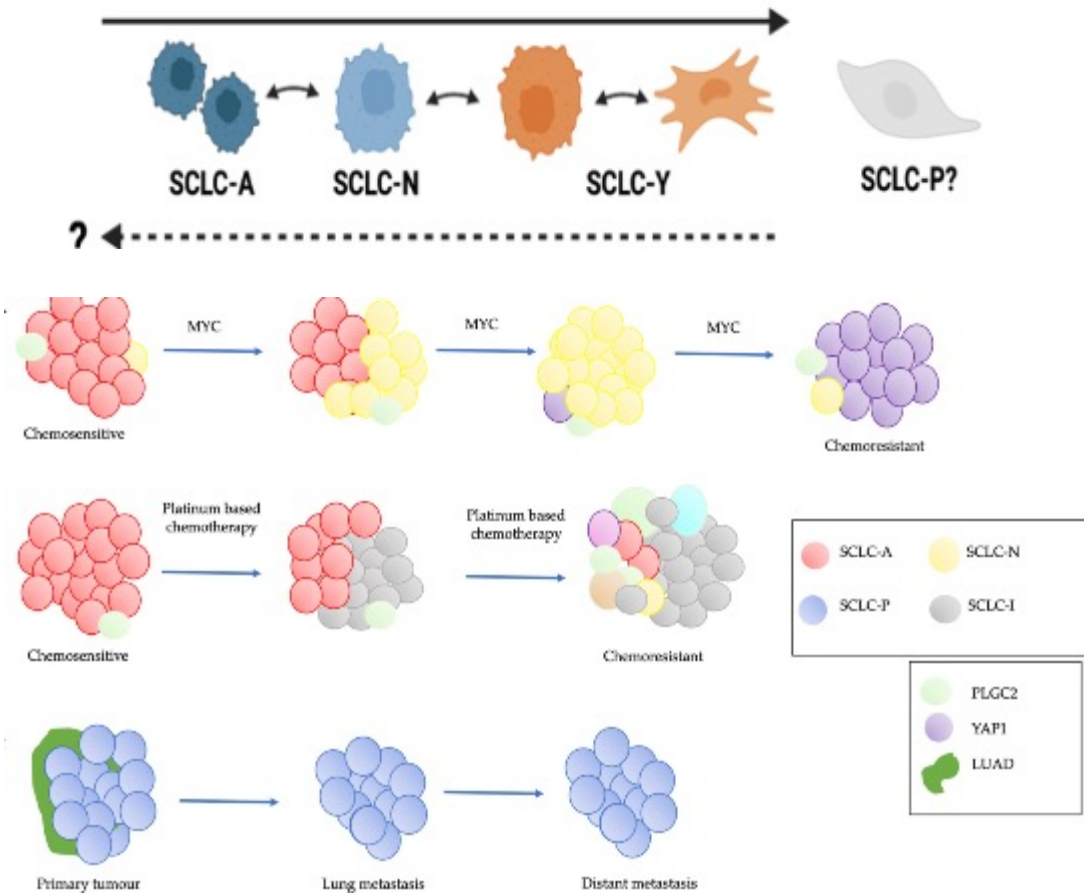 SCLC-A
SCLC-N
SCLC-Y
SCLC-P?
?
MYC
MYC
MYC
Chemosensitive
Chemoresistant
Platinum based
chemotherapy
Platinum based
chemotherapy
Chemosensitive
Chemoresistant
SCLC-A
SCLC-N
SCLC-P
SCLC-I
PLGC2
YAP1
LUAD
Primary tumour
Lung metastasis
Distant metastasis